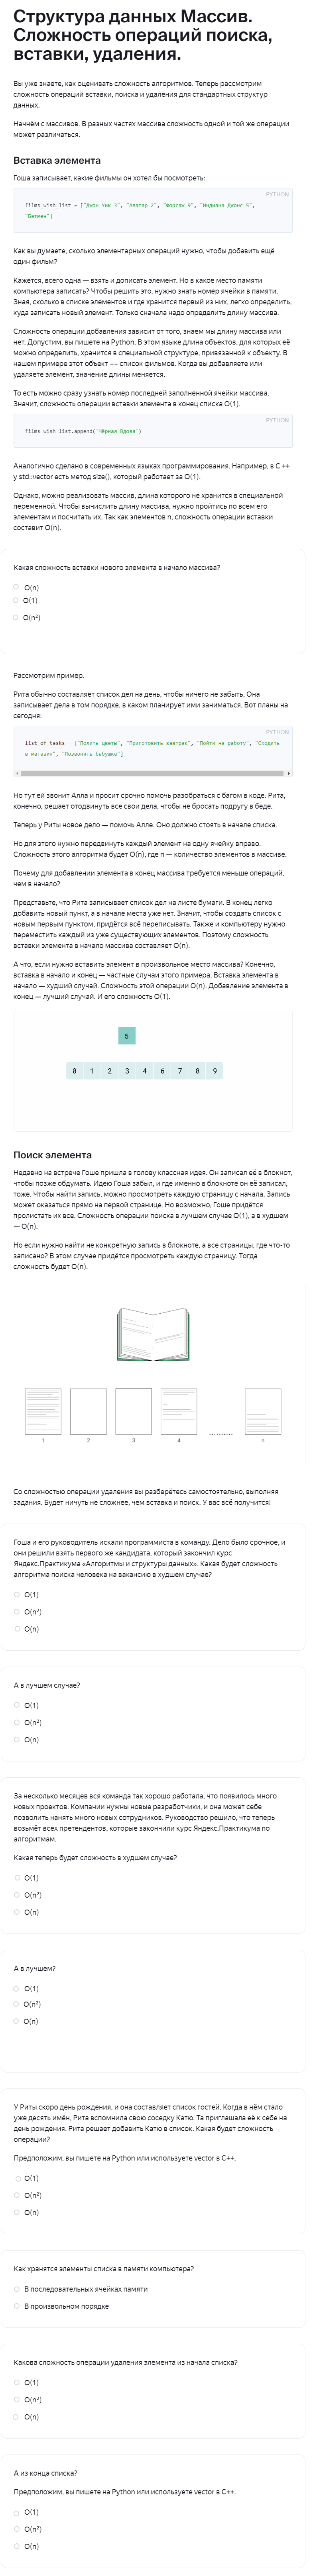 Структура данных Массив.
Сложность операций поиска,
вставки, удаления.
Вы уже знаете, как оценивать сложность алгоритмов. Теперь рассмотрим
сложность операций вставки, поиска и удаления для стандартных структур
данных.
Начнём с массивов. В разных частях массива сложность одной и той же операции
может различаться.
Вставка элемента
Гоша записывает, какие фильмы он хотел бы посмотреть:
PYTHON
films_wish_list = ["Джон Уик 3", "Аватар 2", "Форсаж 9", "Индиана Джонс 5",
"Бэтмен"]
Как вы думаете, сколько элементарных операций нужно, чтобы добавить ещё
один фильм?
Кажется, всего одна — взять и дописать элемент. Но в какое место памяти
компьютера записать? Чтобы решить это, нужно знать номер ячейки в памяти.
Зная, сколько в списке элементов и где хранится первый из них, легко определить,
куда записать новый элемент. Только сначала надо определить длину массива.
Сложность операции добавления зависит от того, знаем мы длину массива или
нет. Допустим, вы пишете на Python. В этом языке длина объектов, для которых её
можно определить, хранится в специальной структуре, привязанной к объекту. В
нашем примере этот объект –– список фильмов. Когда вы добавляете или
удаляете элемент, значение длины меняется.
То есть можно сразу узнать номер последней заполненной ячейки массива.
Значит, сложность операции вставки элемента в конец списка O(1).
PYTHON
films_wish_list.append('Чёрная Вдова')
Аналогично сделано в современных языках программирования. Например, в C ++
у std::vector есть метод size(), который работает за O(1).
Однако, можно реализовать массив, длина которого не хранится в специальной
переменной. Чтобы вычислить длину массива, нужно пройтись по всем его
элементам и посчитать их. Так как элементов n, сложность операции вставки
составит O(n).
Какая сложность вставки нового элемента в начало массива?
O(n)
O(1)
O(n²)
Рассмотрим пример.
Рита обычно составляет список дел на день, чтобы ничего не забыть. Она
записывает дела в том порядке, в каком планирует ими заниматься. Вот планы на
сегодня:
PYTHON
list_of_tasks = ["Полить цветы", "Приготовить завтрак", "Пойти на работу", "Сходить
в магазин", "Позвонить бабушке"]
Но тут ей звонит Алла и просит срочно помочь разобраться с багом в коде. Рита,
конечно, решает отодвинуть все свои дела, чтобы не бросать подругу в беде.
Теперь у Риты новое дело — помочь Алле. Оно должно стоять в начале списка.
Но для этого нужно передвинуть каждый элемент на одну ячейку вправо.
Сложность этого алгоритма будет O(n), где n — количество элементов в массиве.
Почему для добавления элемента в конец массива требуется меньше операций,
чем в начало?
Представьте, что Рита записывает список дел на листе бумаги. В конец легко
добавить новый пункт, а в начале места уже нет. Значит, чтобы создать список с
новым первым пунктом, придётся всё переписывать. Также и компьютеру нужно
переместить каждый из уже существующих элементов. Поэтому сложность
вставки элемента в начало массива составляет O(n).
А что, если нужно вставить элемент в произвольное место массива? Конечно,
вставка в начало и конец — частные случаи этого примера. Вставка элемента в
начало — худший случай. Сложность этой операции O(n). Добавление элемента в
конец — лучший случай. И его сложность O(1).
5
0 1 2 3 4 6 7 8 9
Поиск элемента
Недавно на встрече Гоше пришла в голову классная идея. Он записал её в блокнот,
чтобы позже обдумать. Идею Гоша забыл, и где именно в блокноте он её записал,
тоже. Чтобы найти запись, можно просмотреть каждую страницу с начала. Запись
может оказаться прямо на первой странице. Но возможно, Гоше придётся
пролистать их все. Сложность операции поиска в лучшем случае O(1), а в худшем
— O(n).
Но если нужно найти не конкретную запись в блокноте, а все страницы, где что-то
записано? В этом случае придётся просмотреть каждую страницу. Тогда
сложность будет O(n).
1 2 3 4 n
Со сложностью операции удаления вы разберётесь самостоятельно, выполняя
задания. Будет ничуть не сложнее, чем вставка и поиск. У вас всё получится!
Гоша и его руководитель искали программиста в команду. Дело было срочное, и
они решили взять первого же кандидата, который закончил курс
Яндекс.Практикума «Алгоритмы и структуры данных». Какая будет сложность
алгоритма поиска человека на вакансию в худшем случае?
O(1)
O(n²)
O(n)
А в лучшем случае?
O(1)
O(n²)
O(n)
За несколько месяцев вся команда так хорошо работала, что появилось много
новых проектов. Компании нужны новые разработчики, и она может себе
позволить нанять много новых сотрудников. Руководство решило, что теперь
возьмёт всех претендентов, которые закончили курс Яндекс.Практикума по
алгоритмам.
Какая теперь будет сложность в худшем случае?
O(1)
O(n²)
O(n)
А в лучшем?
O(1)
O(n²)
O(n)
У Риты скоро день рождения, и она составляет список гостей. Когда в нём стало
уже десять имён, Рита вспомнила свою соседку Катю. Та приглашала её к себе на
день рождения. Рита решает добавить Катю в список. Какая будет сложность
операции?
Предположим, вы пишете на Python или используете vector в C++.
O(1)
O(n²)
O(n)
Как хранятся элементы списка в памяти компьютера?
В последовательных ячейках памяти
В произвольном порядке
Какова сложность операции удаления элемента из начала списка?
O(1)
O(n²)
O(n)
А из конца списка?
Предположим, вы пишете на Python или используете vector в C++.
O(1)
O(n²)
O(n)